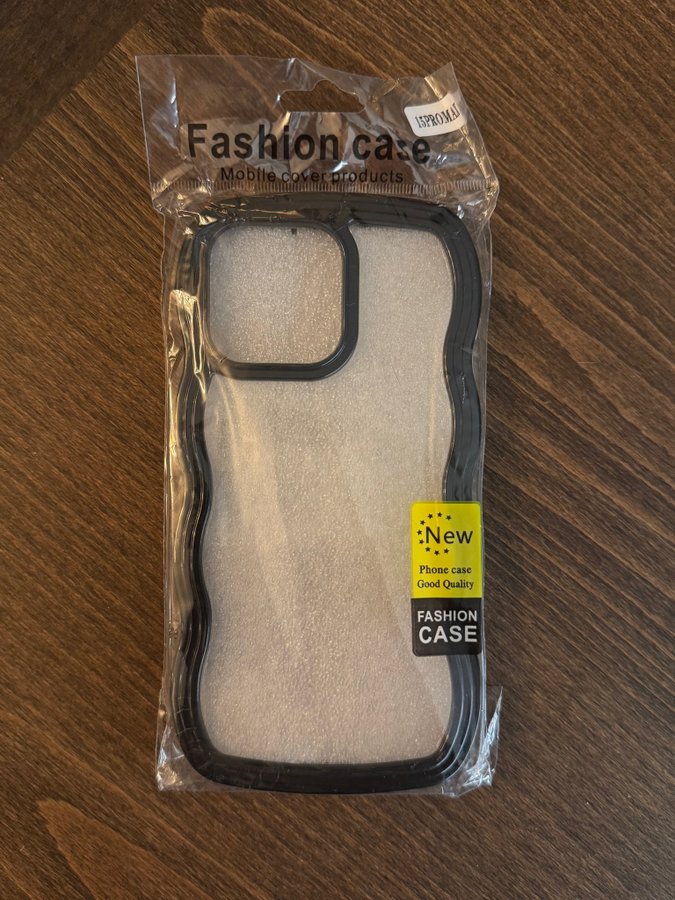 15PROMAX
Fashion case
Mobile cover products
New
Phone case
Good Quality
FASHION
CASE